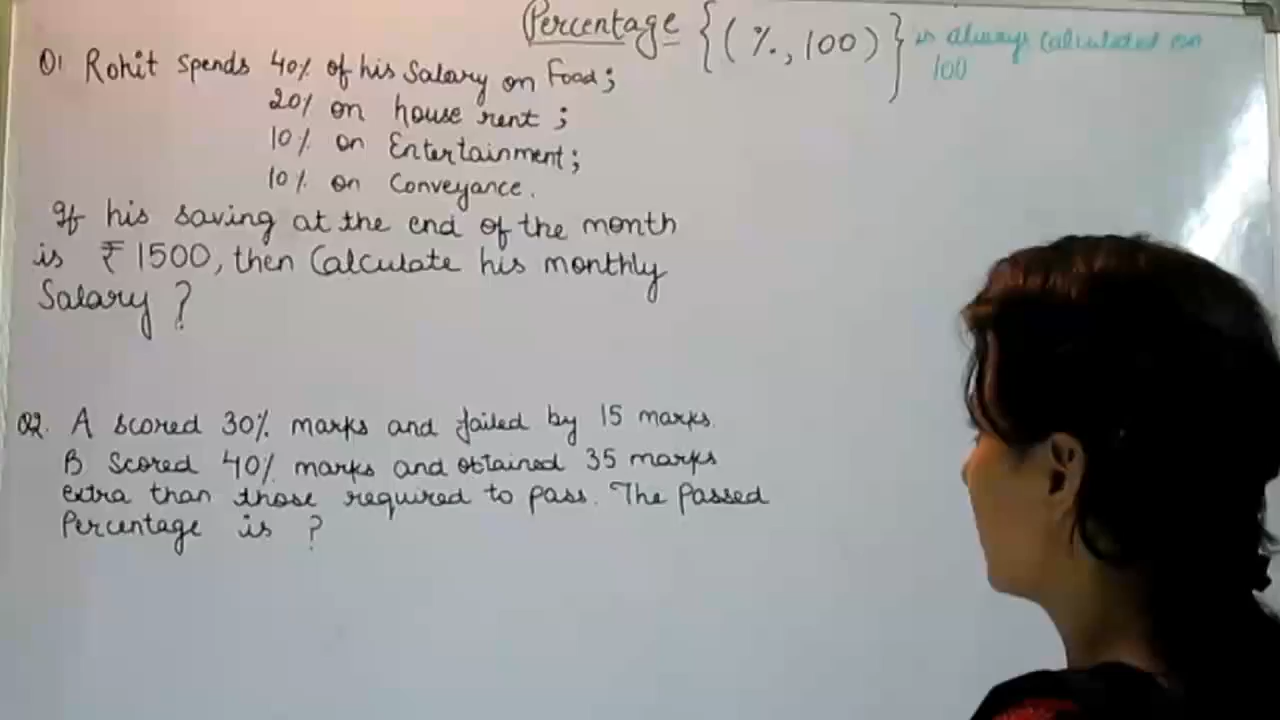 Percentage {(%, 100)} is always calculated on
100
Q1 Rohit spends 40% of his Salary on Food;
20% on house rent;
10% on Entertainment;
10% on Conveyance.
If his saving at the end of the month
is ₹ 1500, then Calculate his monthly
Salary?
Q2. A scored 30% marks and failed by 15 marks.
B scored 40% marks and obtained 35 marks
extra than those required to pass. The Passed
Percentage is ?